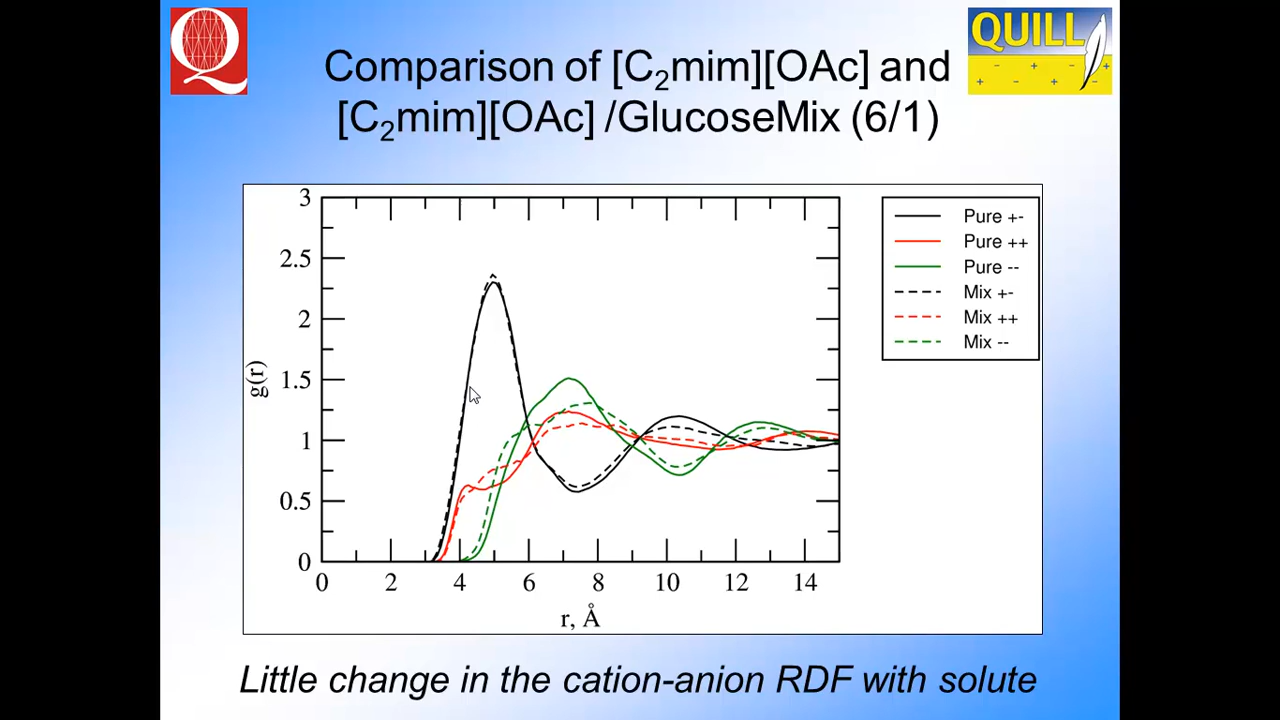 QUILL
Comparison of [C₂mim][OAc] and
[C₂mim][OAc] /GlucoseMix (6/1)
3
2.5
2
1.5
1
0.5
0
g(r)
0 2 4 6 8 10 12 14
r, Å
Pure +-
Pure ++
Pure --
Mix +-
Mix ++
Mix --
Little change in the cation-anion RDF with solute